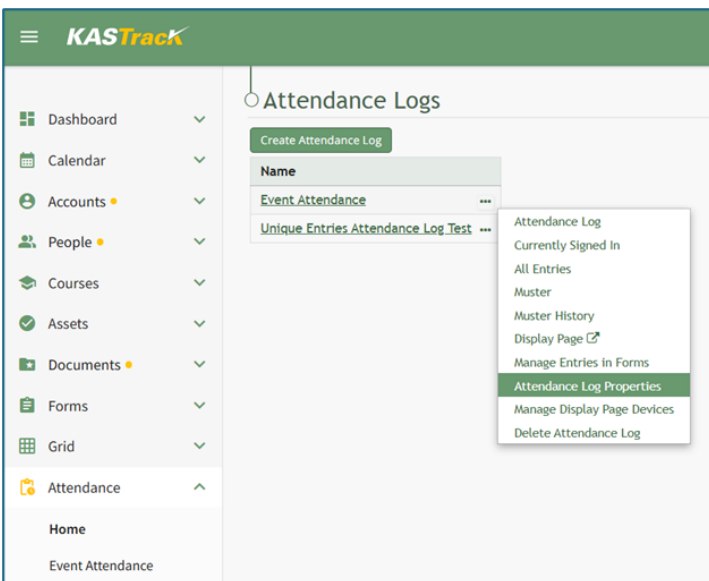 KASTracK
Attendance Logs
Create Attendance Log
Name
Event Attendance
Unique Entries Attendance Log Test
Attendance Log
Currently Signed In
All Entries
Muster
Muster History
Display Page
Manage Entries in Forms
Attendance Log Properties
Manage Display Page Devices
Delete Attendance Log
Dashboard
Calendar
Accounts
People
Courses
Assets
Documents
Forms
Grid
Attendance
Home
Event Attendance